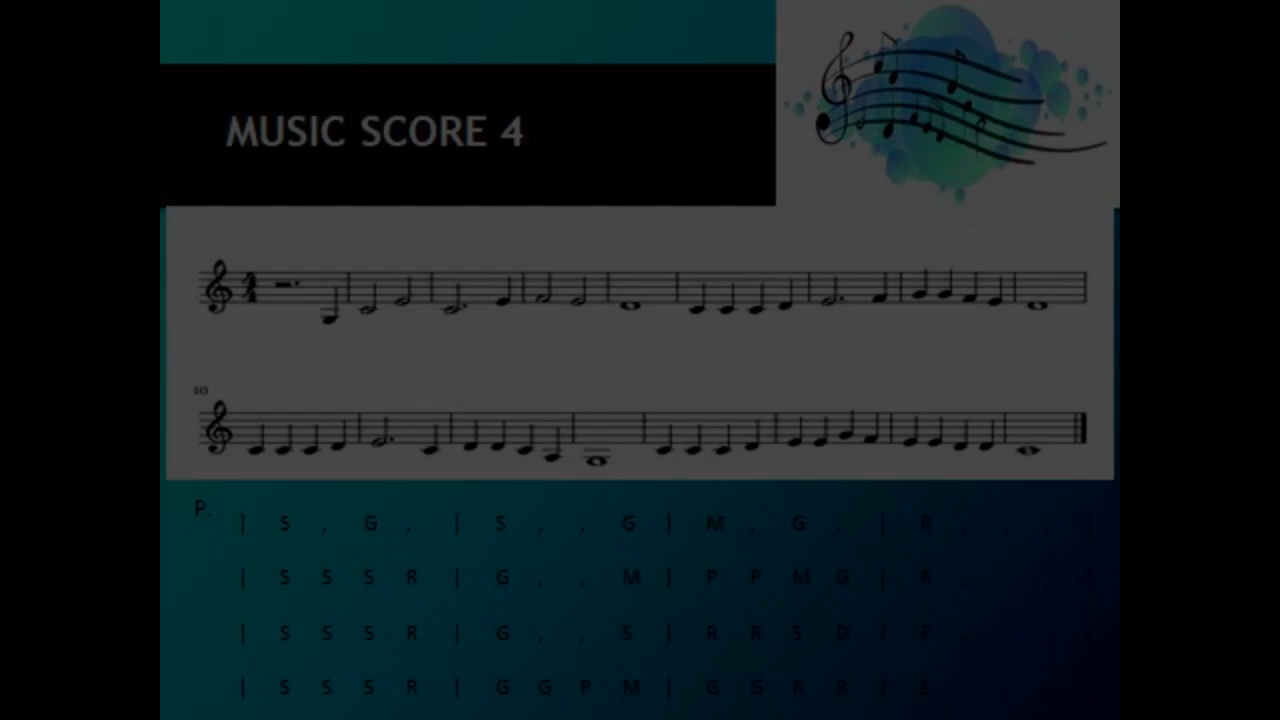 MUSIC SCORE 4
10
P.
| S , G , | S , , G | M , G , | R , , , |
| S S S R | G , , M | P P M G | R , , , |
| S S S R | G , , S | R R S D | P
| S S S R | G G P M | G G R R | S